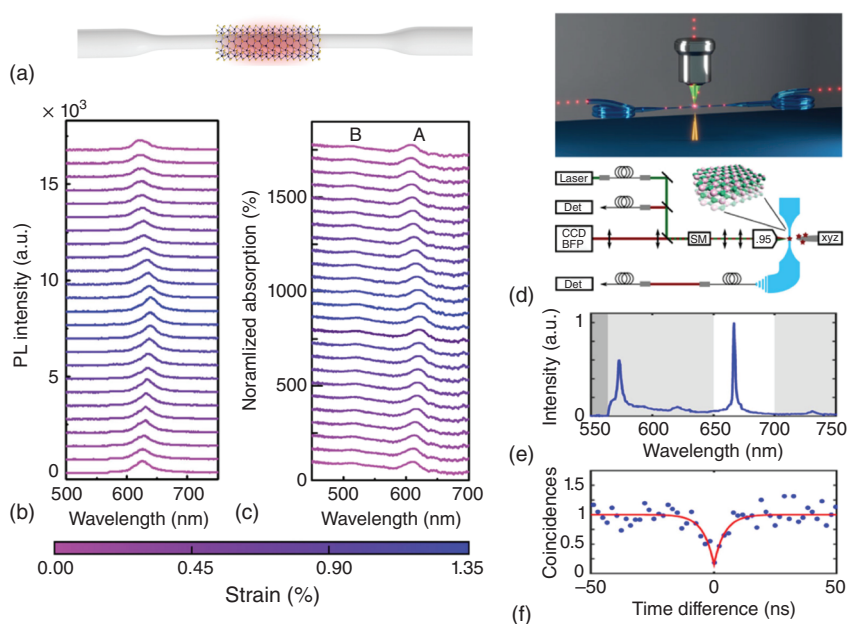 (a)
× 10³
PL intensity (a.u.)
15
10
5
0
500 600 700
Wavelength (nm)
(b)
B A
Noramlized absorption (%)
1500
1000
500
0
500 600 700
Wavelength (nm)
(c)
0.00 0.45 0.90 1.35
Strain (%)
(d)
Laser
Det
CCD
BFP
SM
.95
xyz
Det
Intensity (a.u.)
1
0.5
0
550 600 650 700 750
Wavelength (nm)
(e)
Coincidences
1.5
1
0.5
0
−50 0 50
Time difference (ns)
(f)